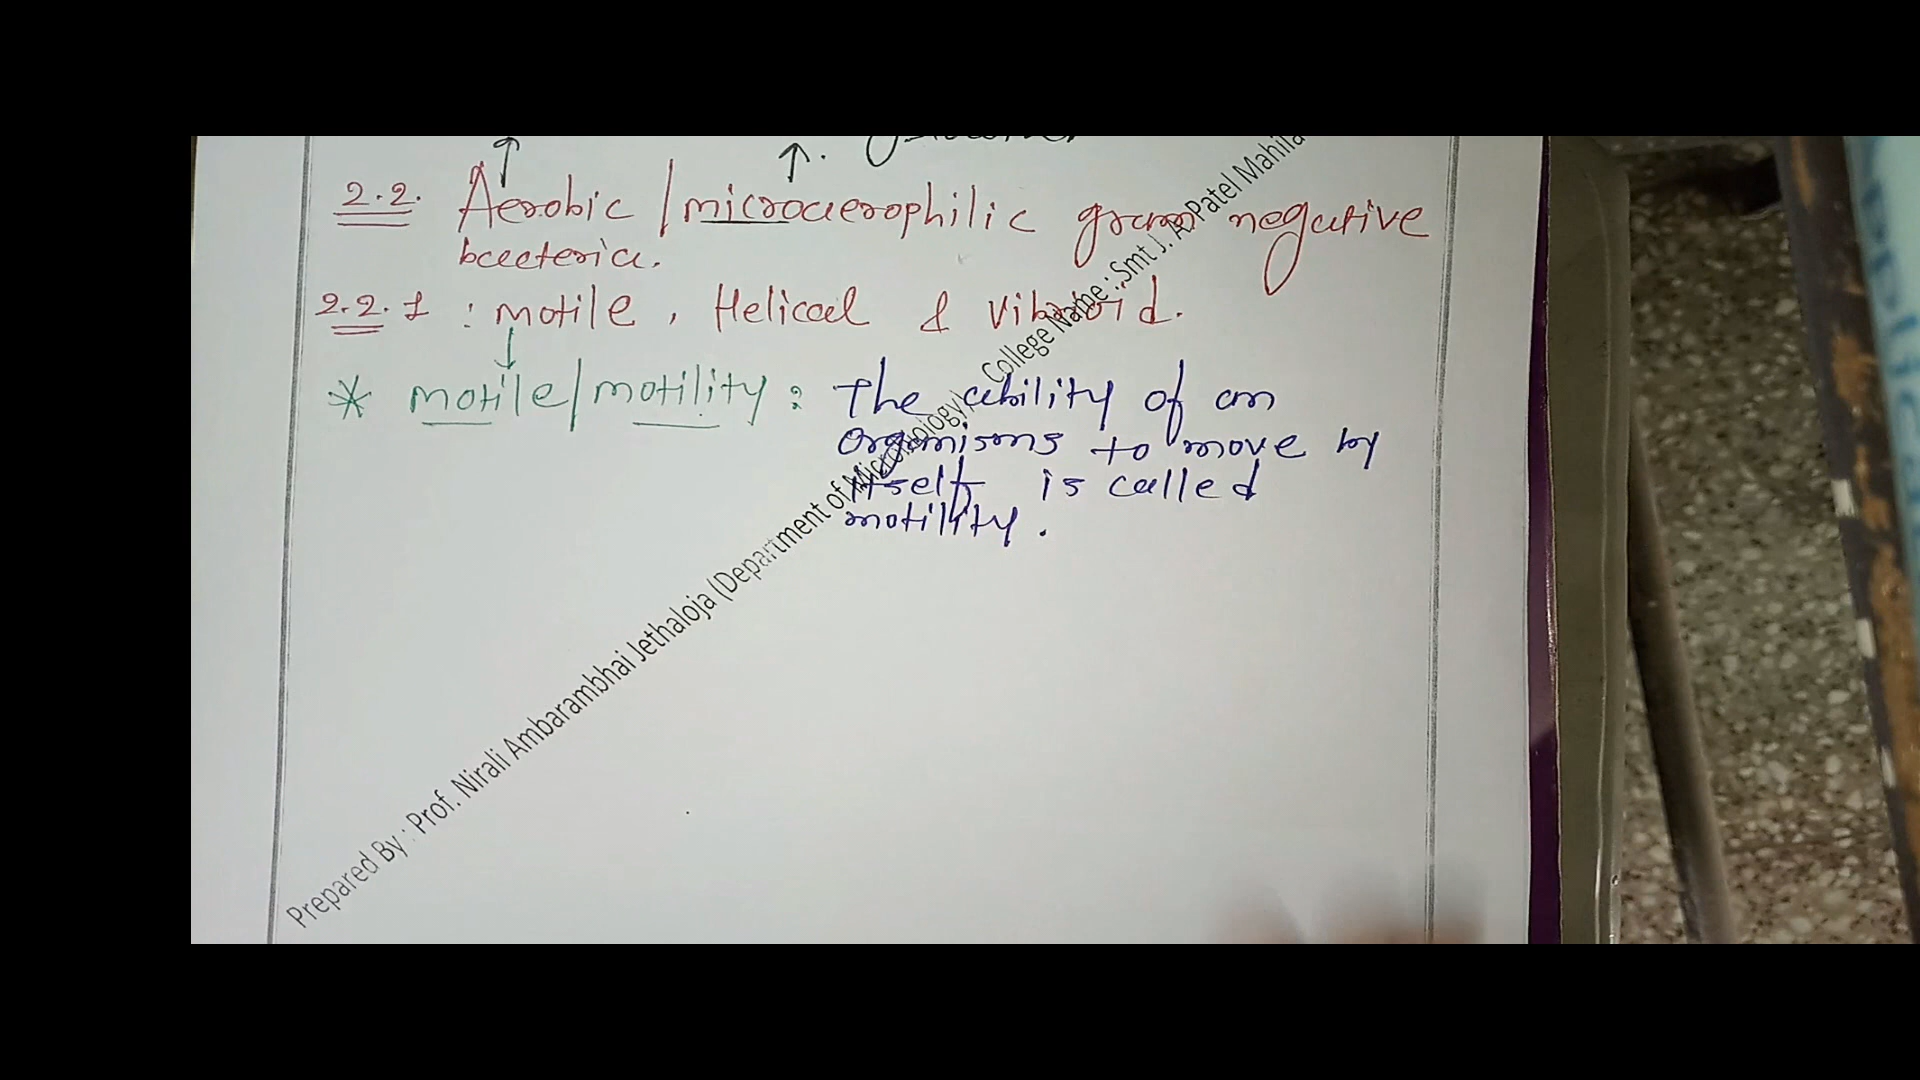 2.2. Aerobic / microaerophilic gram negative
bacteria.
2.2.1 : motile, Helical & vibroid.
* motile/motility : The ability of an
organisms to move by
itself is called
motility.
Prepared By : Prof. Nirali Ambarambhai Jethaloja (Department of Microbiology), College Name : Smt J. A. Patel Mahila